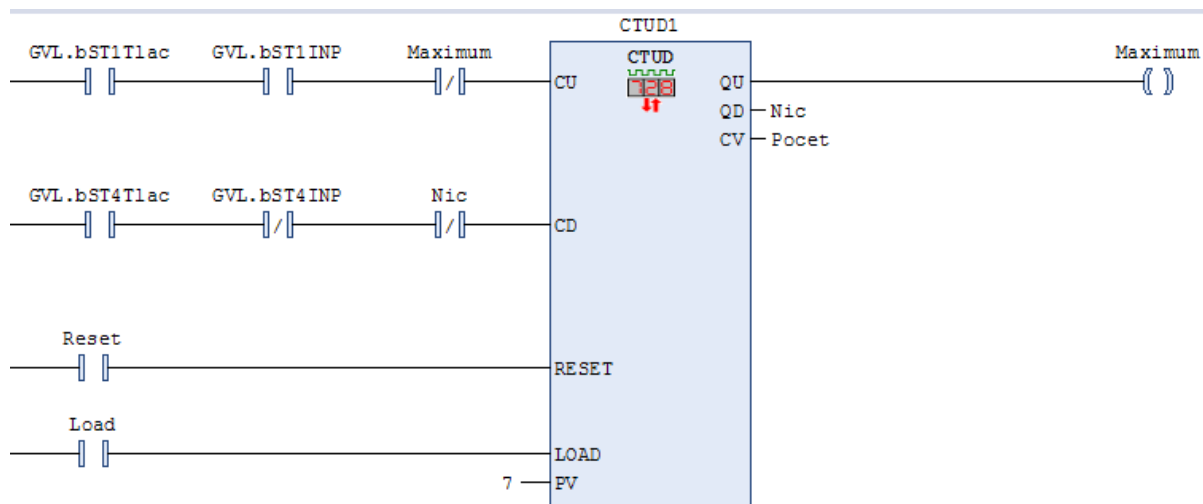 CTUD1
GVL.bST1Tlac GVL.bST1INP Maximum CTUD Maximum
CU 728 QU
QD Nic
CV Pocet
GVL.bST4Tlac GVL.bST4INP Nic
CD
Reset
RESET
Load
LOAD
7 PV